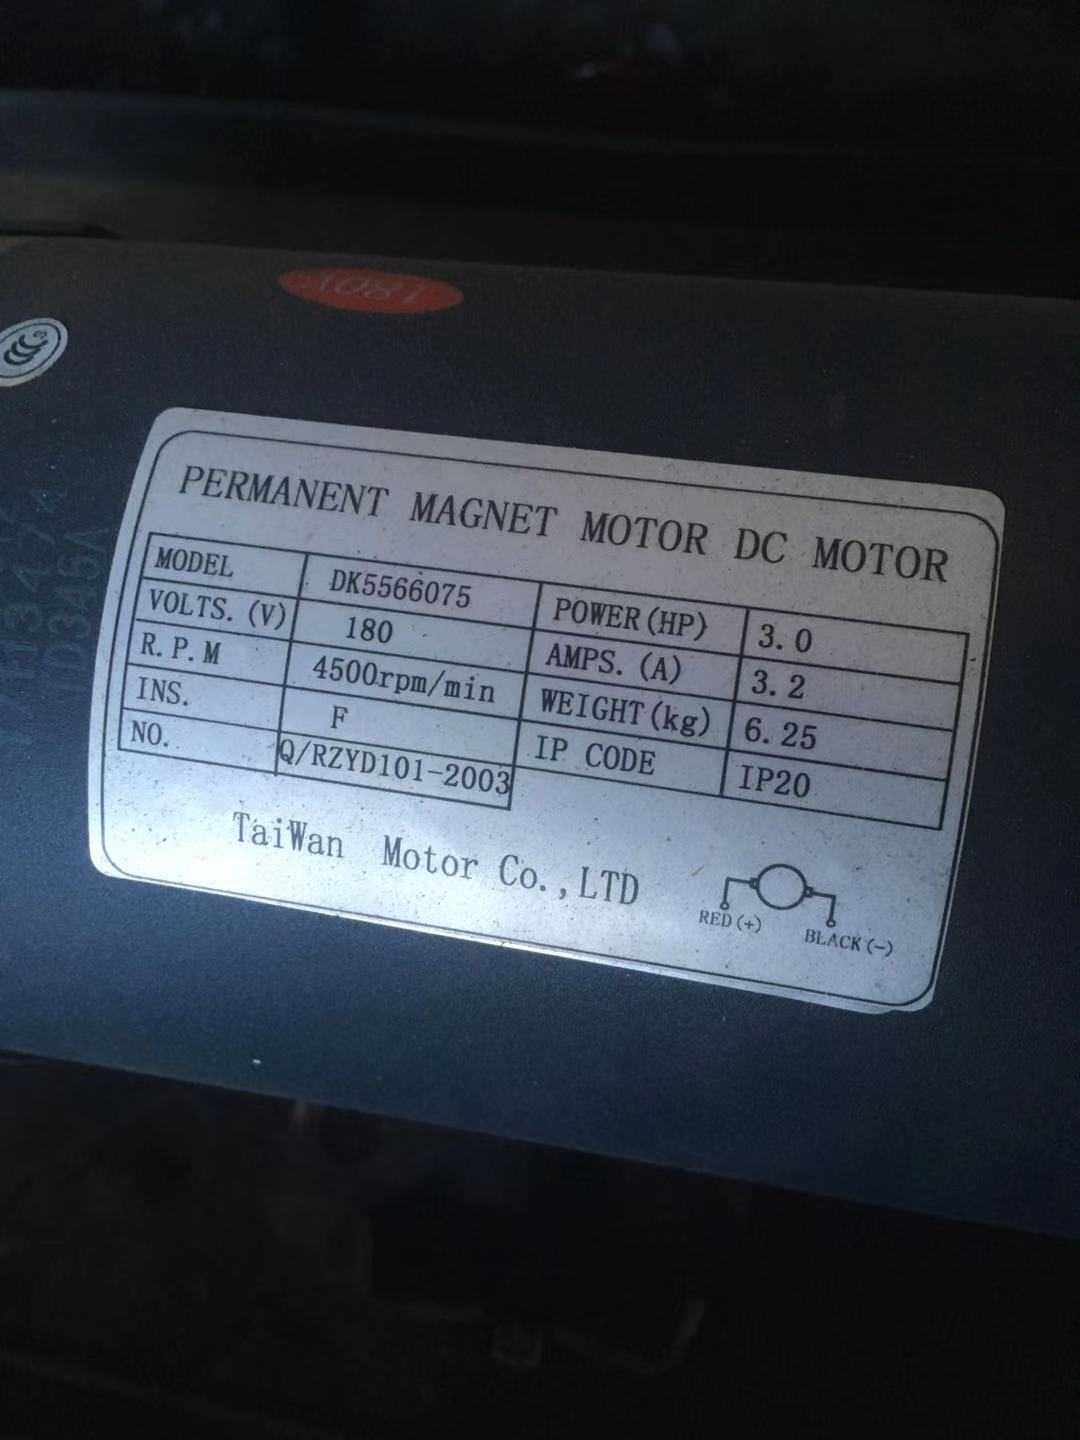 PERMANENT MAGNET MOTOR DC MOTOR
MODEL DK5566075 POWER(HP) 3.0
VOLTS.(V) 180 AMPS.(A) 3.2
R.P.M 4500rpm/min WEIGHT(kg) 6.25
INS. F IP CODE IP20
NO. Q/RZYD101-2003
TaiWan Motor Co.,LTD
RED(+) BLACK(-)